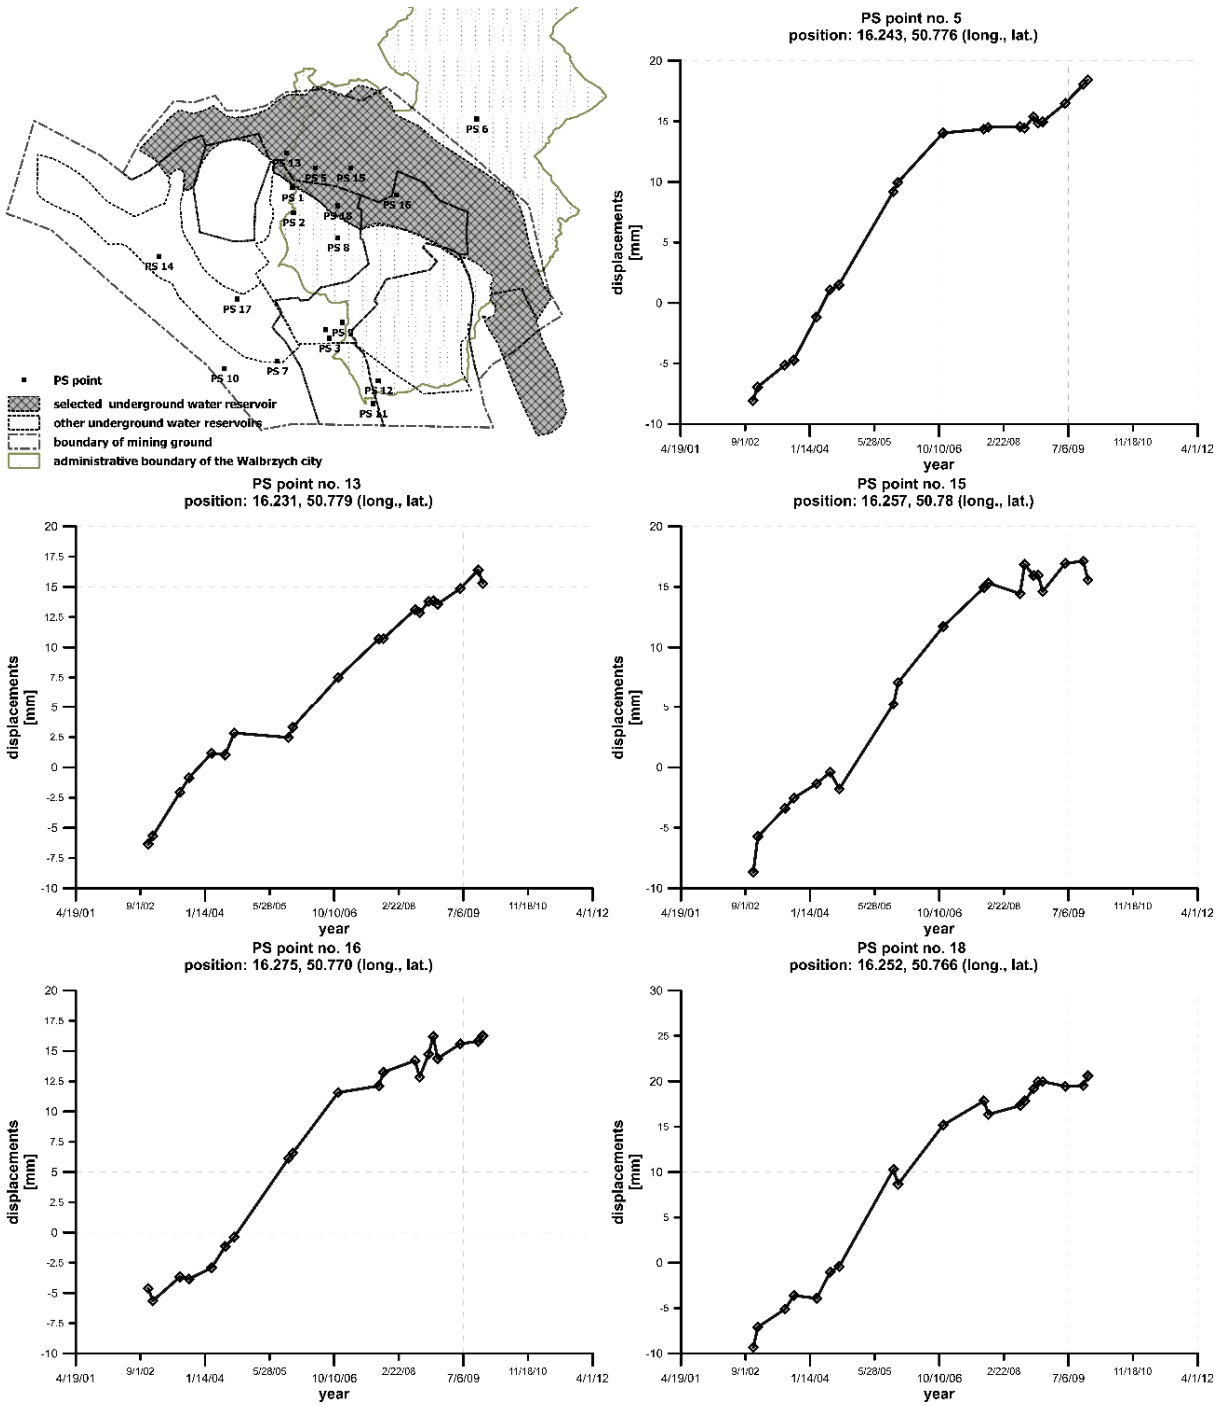 PS 6
PS 13
PS 5
PS 15
PS 1
PS 16
PS 2
PS 18
PS 8
PS 14
PS 17
PS 9
PS 3
PS 7
PS 10
PS 12
PS 11
PS point
selected underground water reservoir
other underground water reservoirs
boundary of mining ground
administrative boundary of the Walbrzych city
PS point no. 5
position: 16.243, 50.776 (long., lat.)
displacements
[mm]
20
15
10
5
0
-5
-10
4/19/01
9/1/02
1/14/04
5/28/05
10/10/06
2/22/08
7/6/09
11/18/10
4/1/12
year
PS point no. 13
position: 16.231, 50.779 (long., lat.)
displacements
[mm]
20
17.5
15
12.5
10
7.5
5
2.5
0
-2.5
-5
-7.5
-10
4/19/01
9/1/02
1/14/04
5/28/05
10/10/06
2/22/08
7/6/09
11/18/10
4/1/12
year
PS point no. 15
position: 16.257, 50.78 (long., lat.)
displacements
[mm]
20
15
10
5
0
-5
-10
4/19/01
9/1/02
1/14/04
5/28/05
10/10/06
2/22/08
7/6/09
11/18/10
4/1/12
year
PS point no. 16
position: 16.275, 50.770 (long., lat.)
displacements
[mm]
20
17.5
15
12.5
10
7.5
5
2.5
0
-2.5
-5
-7.5
-10
4/19/01
9/1/02
1/14/04
5/28/05
10/10/06
2/22/08
7/6/09
11/18/10
4/1/12
year
PS point no. 18
position: 16.252, 50.766 (long., lat.)
displacements
[mm]
30
25
20
15
10
5
0
-5
-10
4/19/01
9/1/02
1/14/04
5/28/05
10/10/06
2/22/08
7/6/09
11/18/10
4/1/12
year